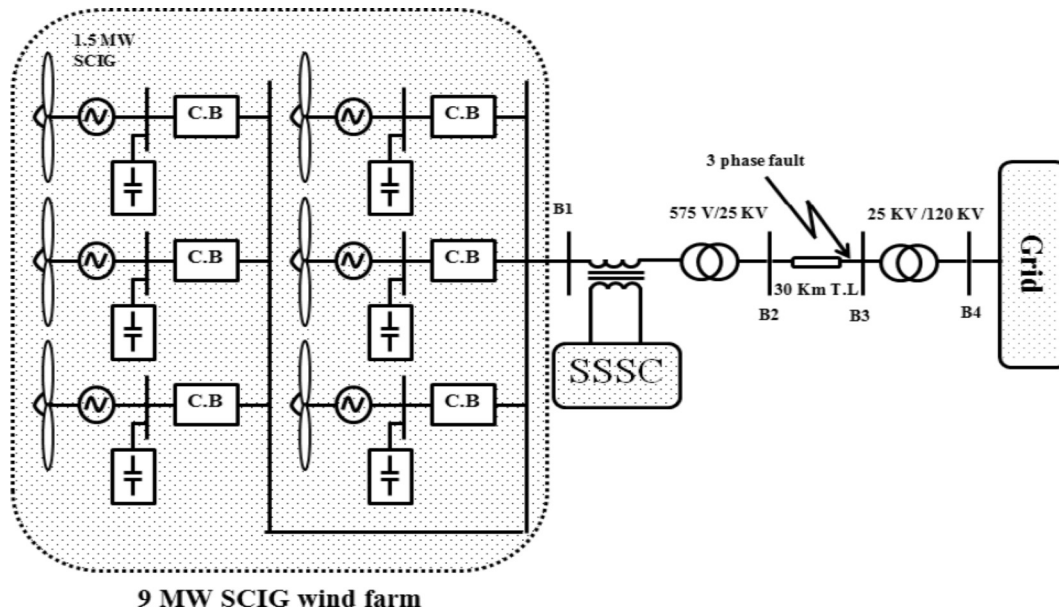 1.5 MW
SCIG
C.B
C.B
C.B
C.B
C.B
C.B
B1
575 V/25 KV
3 phase fault
25 KV /120 KV
30 Km T.L
B2
B3
B4
Grid
SSSC
9 MW SCIG wind farm